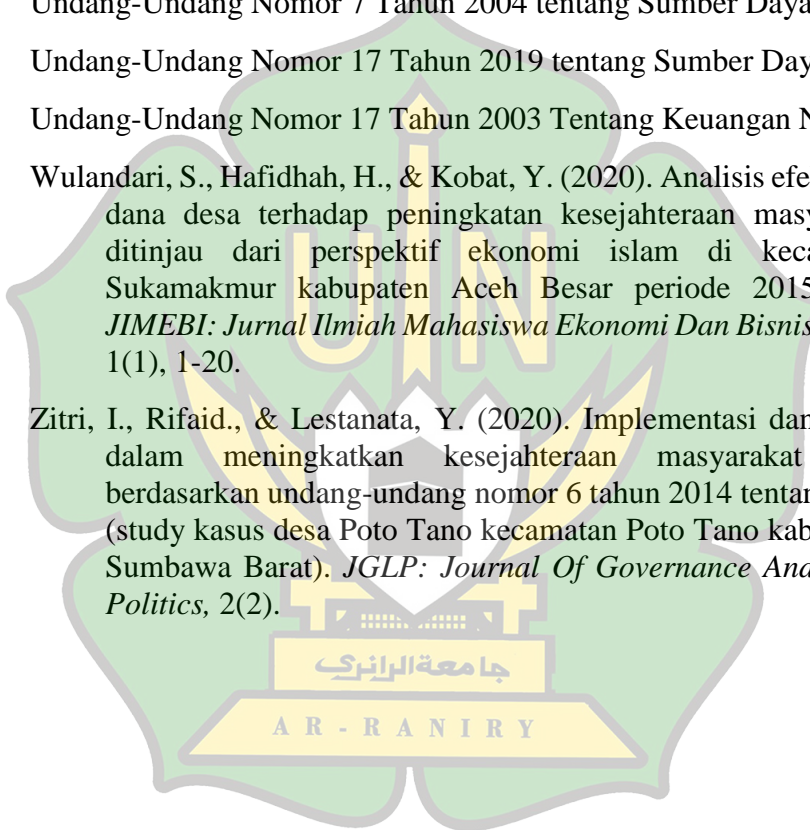 Undang-Undang Nomor 7 Tahun 2004 tentang Sumber Daya
Undang-Undang Nomor 17 Tahun 2019 tentang Sumber Day
Undang-Undang Nomor 17 Tahun 2003 Tentang Keuangan N
Wulandari, S., Hafidhah, H., & Kobat, Y. (2020). Analisis efe
dana desa terhadap peningkatan kesejahteraan masy
ditinjau dari perspektif ekonomi islam di keca
Sukamakmur kabupaten Aceh Besar periode 2015
JIMEBI: Jurnal Ilmiah Mahasiswa Ekonomi Dan Bisnis
1(1), 1-20.
Zitri, I., Rifaid., & Lestanata, Y. (2020). Implementasi dan
dalam meningkatkan kesejahteraan masyarakat
berdasarkan undang-undang nomor 6 tahun 2014 tentan
(study kasus desa Poto Tano kecamatan Poto Tano kab
Sumbawa Barat). JGLP: Journal Of Governance And
Politics, 2(2).
UIN
جامعةالرانري
AR-RANIRY